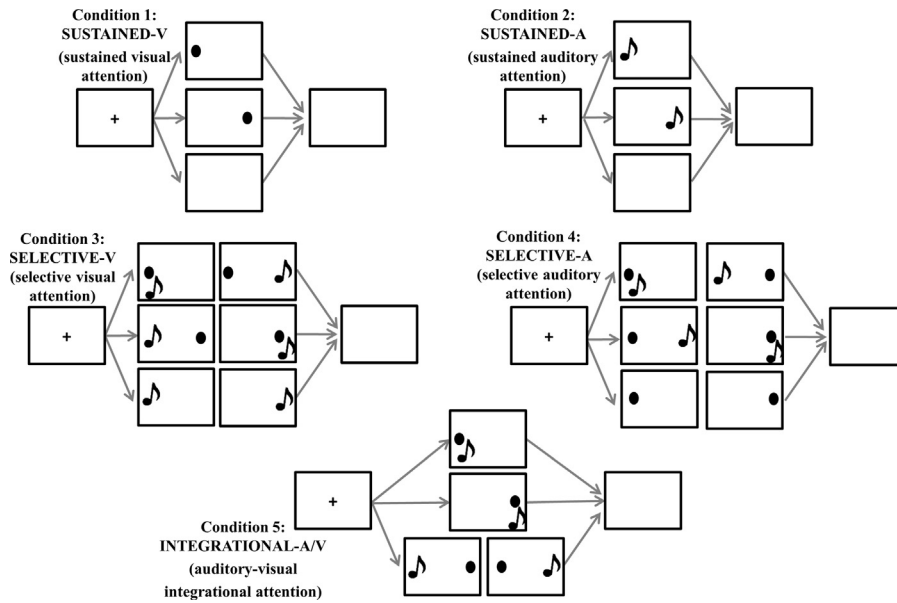 Condition 1:
SUSTAINED-V
(sustained visual
attention)
+
Condition 2:
SUSTAINED-A
(sustained auditory
attention)
+
Condition 3:
SELECTIVE-V
(selective visual
attention)
+
Condition 4:
SELECTIVE-A
(selective auditory
attention)
+
+
Condition 5:
INTEGRATIONAL-A/V
(auditory-visual
integrational attention)